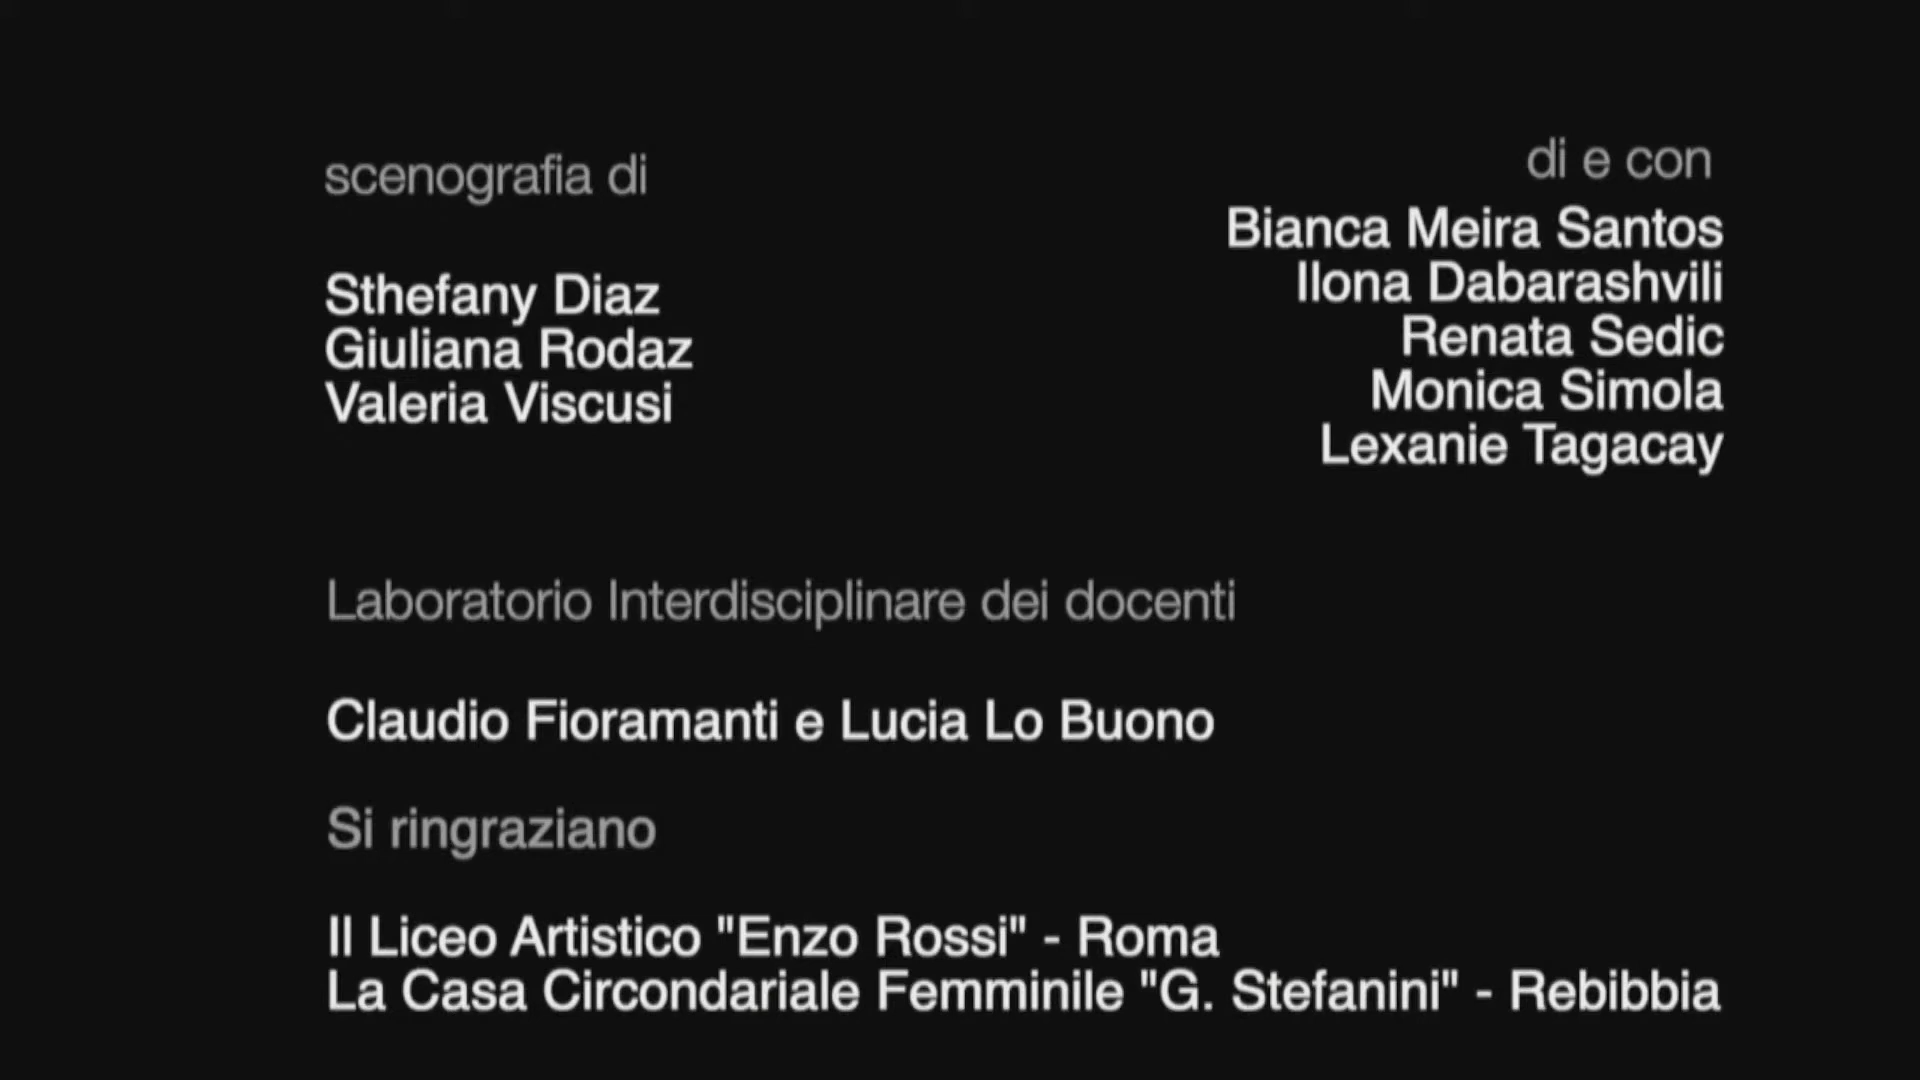 scenografia di
Sthefany Diaz
Giuliana Rodaz
Valeria Viscusi
di e con
Bianca Meira Santos
Ilona Dabarashvili
Renata Sedic
Monica Simola
Lexanie Tagacay
Laboratorio Interdisciplinare dei docenti
Claudio Fioramanti e Lucia Lo Buono
Si ringraziano
Il Liceo Artistico "Enzo Rossi" - Roma
La Casa Circondariale Femminile "G. Stefanini" - Rebibbia